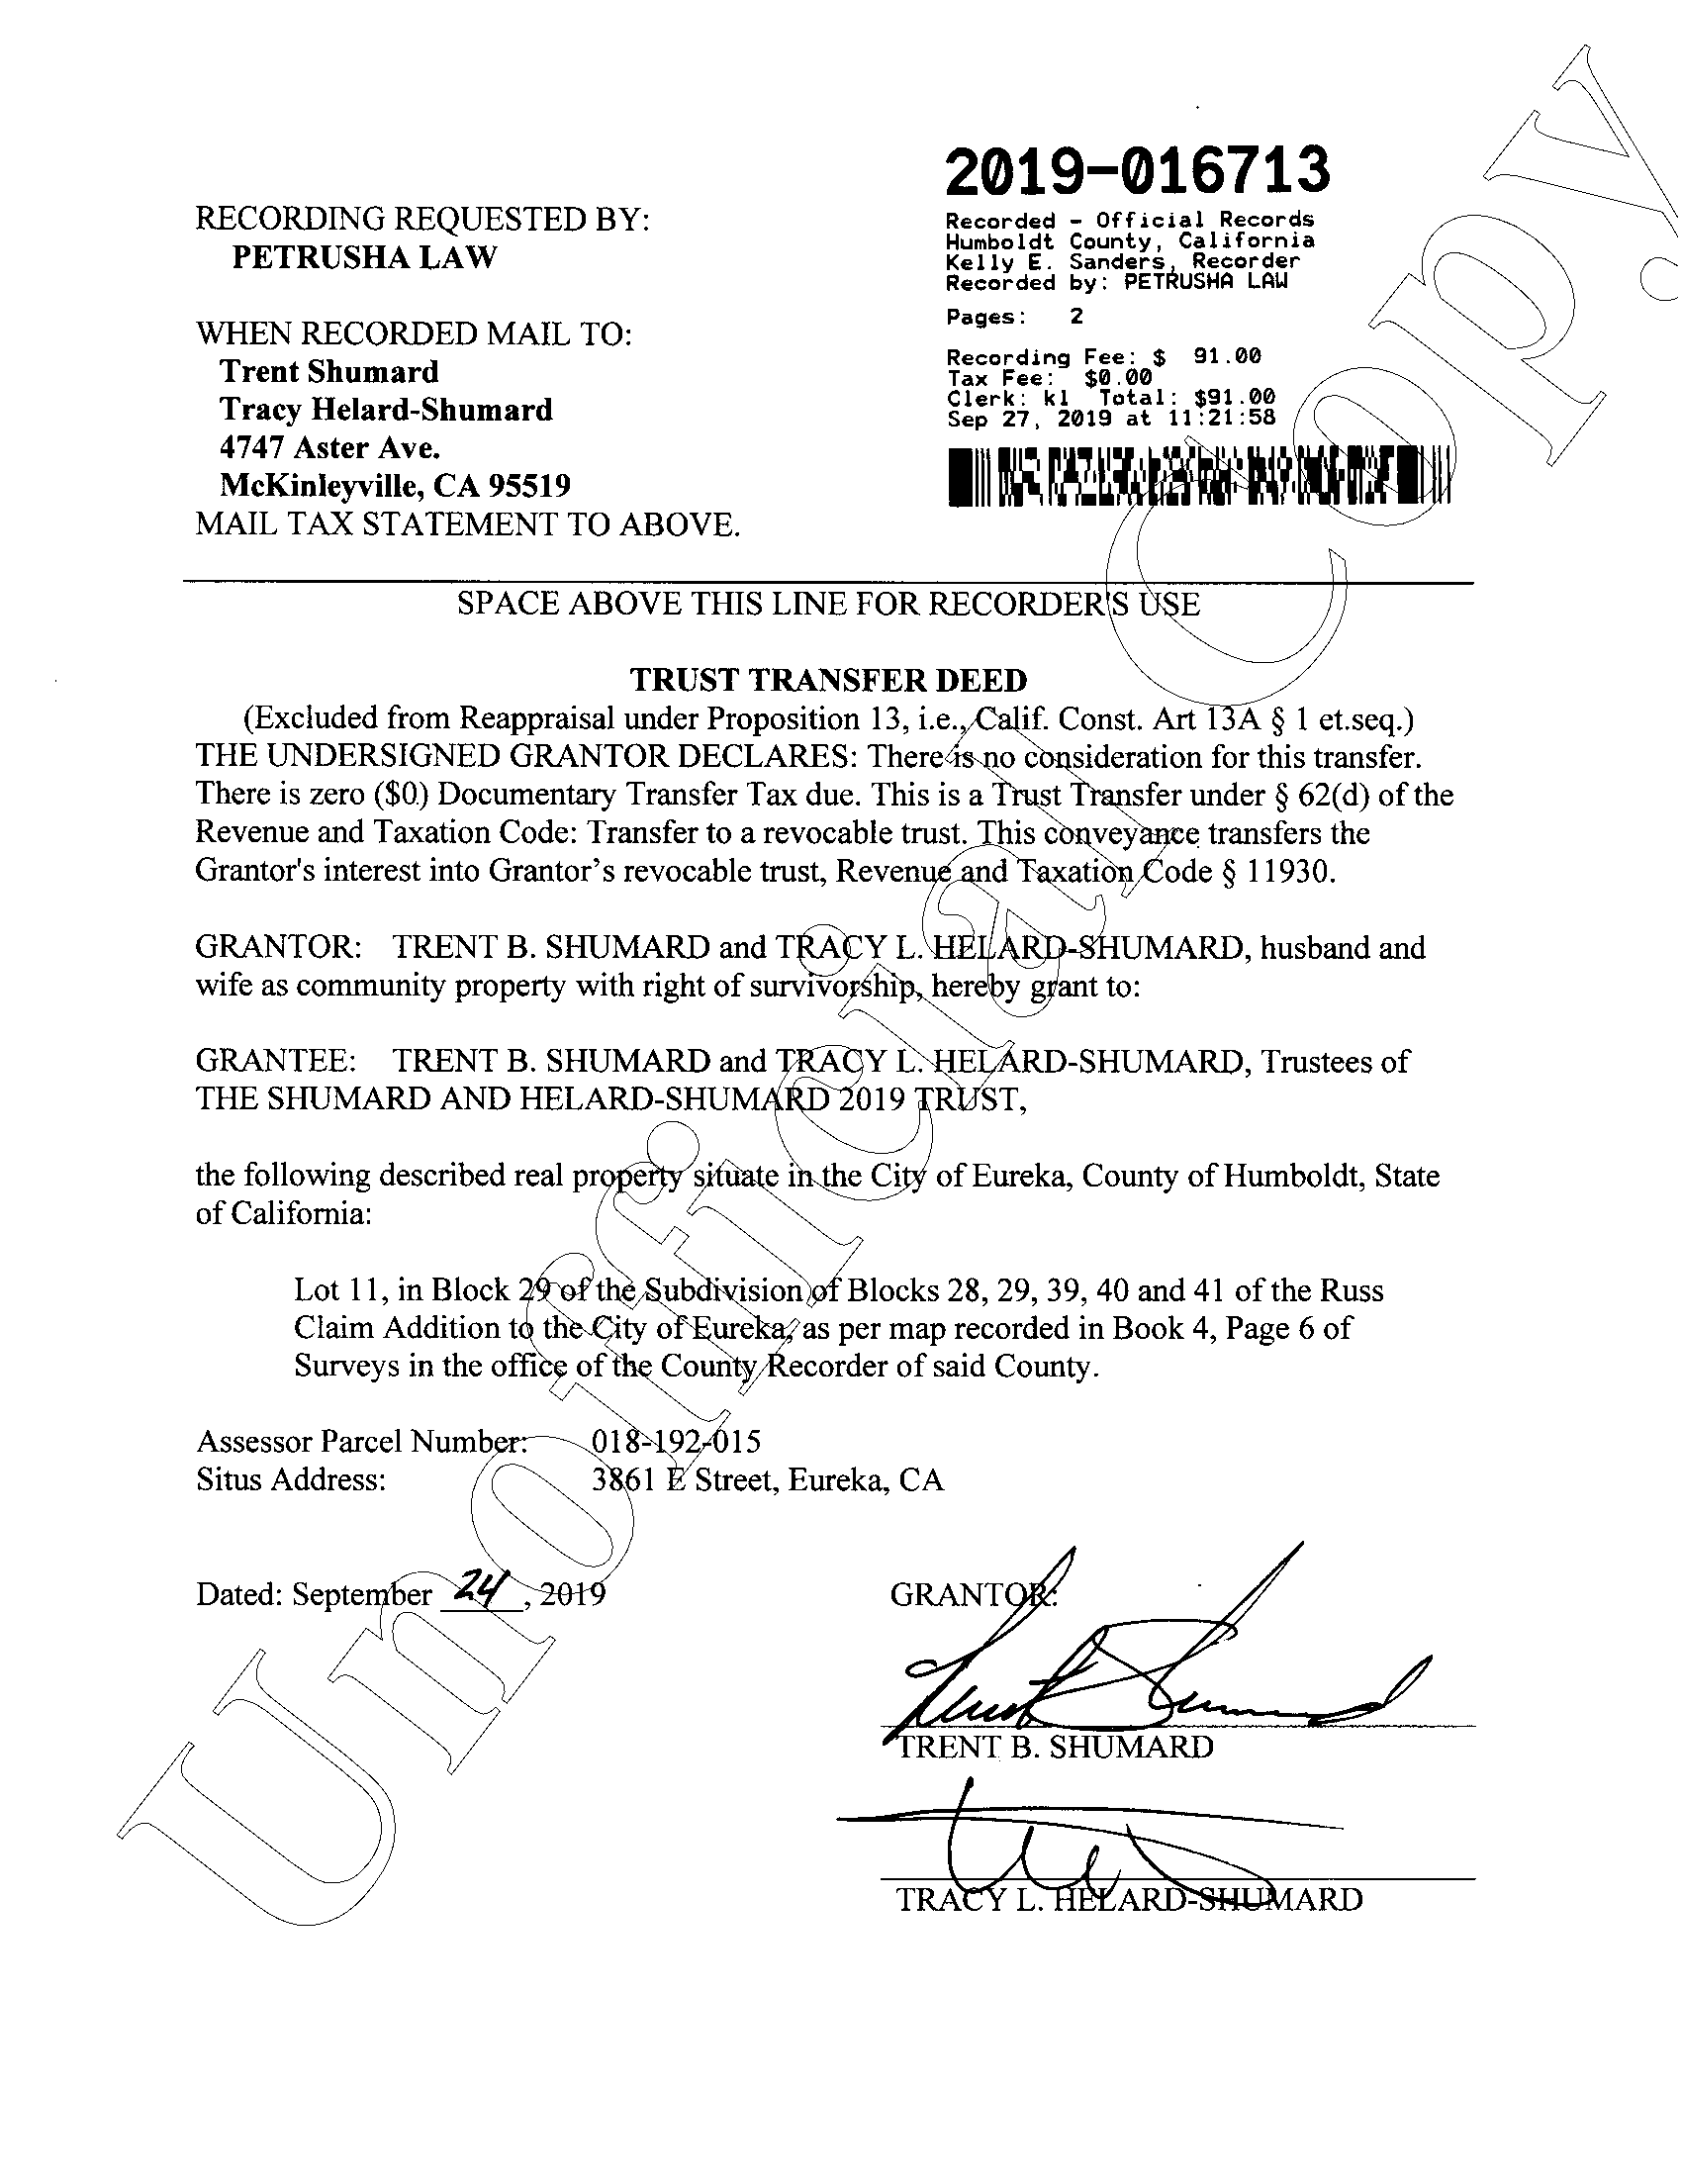 2019-016713
Recorded - Official Records
Humboldt County, California
Kelly E. Sanders, Recorder
Recorded by: PETRUSHA LAW
Pages: 2
Recording Fee: $ 91.00
Tax Fee: $0.00
Clerk: kl Total: $91.00
Sep 27, 2019 at 11:21:58
RECORDING REQUESTED BY:
PETRUSHA LAW
WHEN RECORDED MAIL TO:
Trent Shumard
Tracy Helard-Shumard
4747 Aster Ave.
McKinleyville, CA 95519
MAIL TAX STATEMENT TO ABOVE.
SPACE ABOVE THIS LINE FOR RECORDER'S USE
TRUST TRANSFER DEED
(Excluded from Reappraisal under Proposition 13, i.e., Calif. Const. Art 13A § 1 et.seq.)
THE UNDERSIGNED GRANTOR DECLARES: There is no consideration for this transfer.
There is zero ($0.) Documentary Transfer Tax due. This is a Trust Transfer under § 62(d) of the
Revenue and Taxation Code: Transfer to a revocable trust. This conveyance transfers the
Grantor's interest into Grantor’s revocable trust, Revenue and Taxation Code § 11930.
GRANTOR: TRENT B. SHUMARD and TRACY L. HELARD-SHUMARD, husband and
wife as community property with right of survivorship, hereby grant to:
GRANTEE: TRENT B. SHUMARD and TRACY L. HELARD-SHUMARD, Trustees of
THE SHUMARD AND HELARD-SHUMARD 2019 TRUST,
the following described real property situate in the City of Eureka, County of Humboldt, State
of California:
Lot 11, in Block 29 of the Subdivision of Blocks 28, 29, 39, 40 and 41 of the Russ
Claim Addition to the City of Eureka, as per map recorded in Book 4, Page 6 of
Surveys in the office of the County Recorder of said County.
Assessor Parcel Number: 018-192-015
Situs Address: 3861 E Street, Eureka, CA
Dated: September 24, 2019
GRANTOR:
Trent B Shumard
TRENT B. SHUMARD
TRACY L. HELARD-SHUMARD
Unofficial Copy